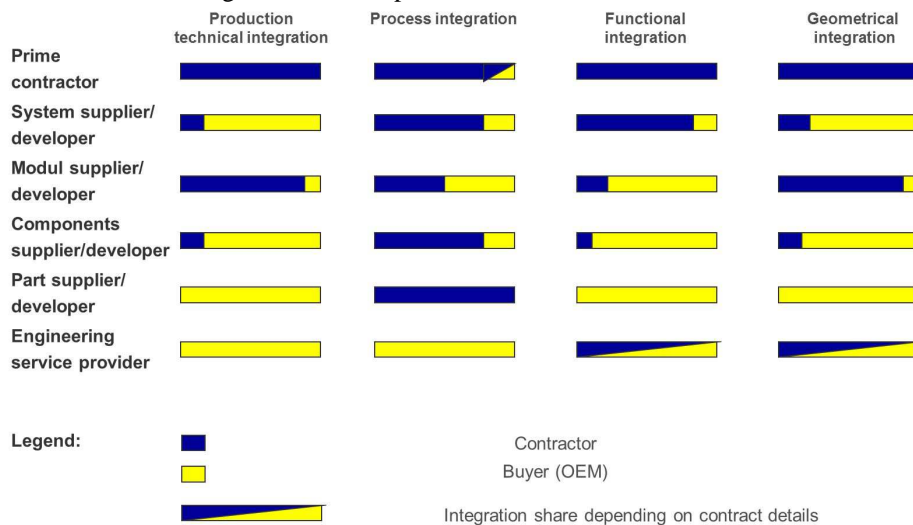 Production technical integration
Process integration
Functional integration
Geometrical integration
Prime contractor
System supplier/ developer
Modul supplier/ developer
Components supplier/developer
Part supplier/ developer
Engineering service provider
Legend:
Contractor
Buyer (OEM)
Integration share depending on contract details